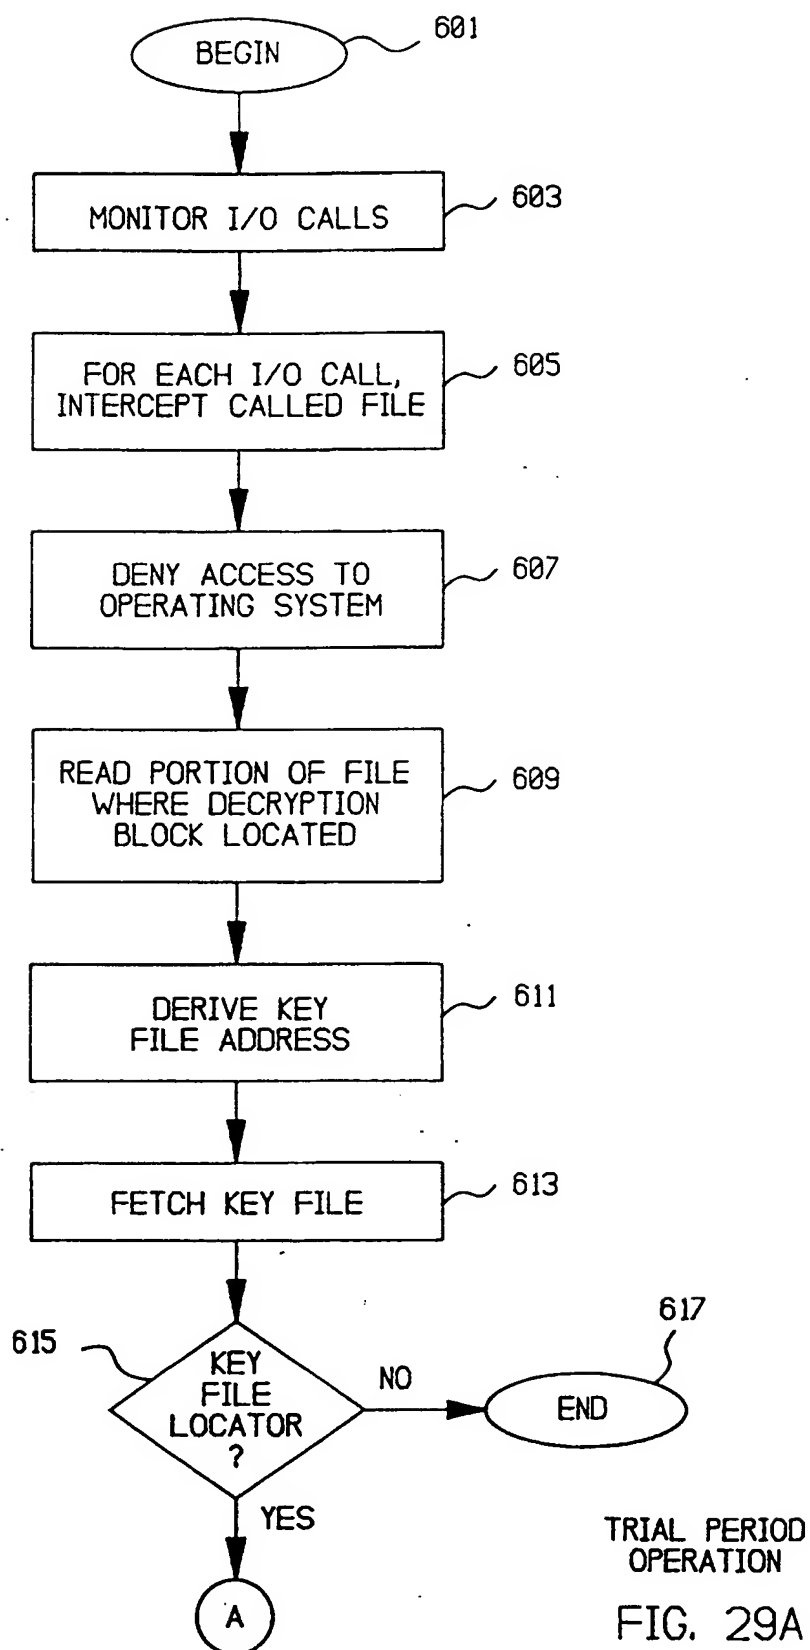 BEGIN
601
MONITOR I/O CALLS
603
FOR EACH I/O CALL,
INTERCEPT CALLED FILE
605
DENY ACCESS TO
OPERATING SYSTEM
607
READ PORTION OF FILE
WHERE DECRYPTION
BLOCK LOCATED
609
DERIVE KEY
FILE ADDRESS
611
FETCH KEY FILE
613
615
KEY
FILE
LOCATOR
?
NO
617
END
YES
A
TRIAL PERIOD
OPERATION
FIG. 29A